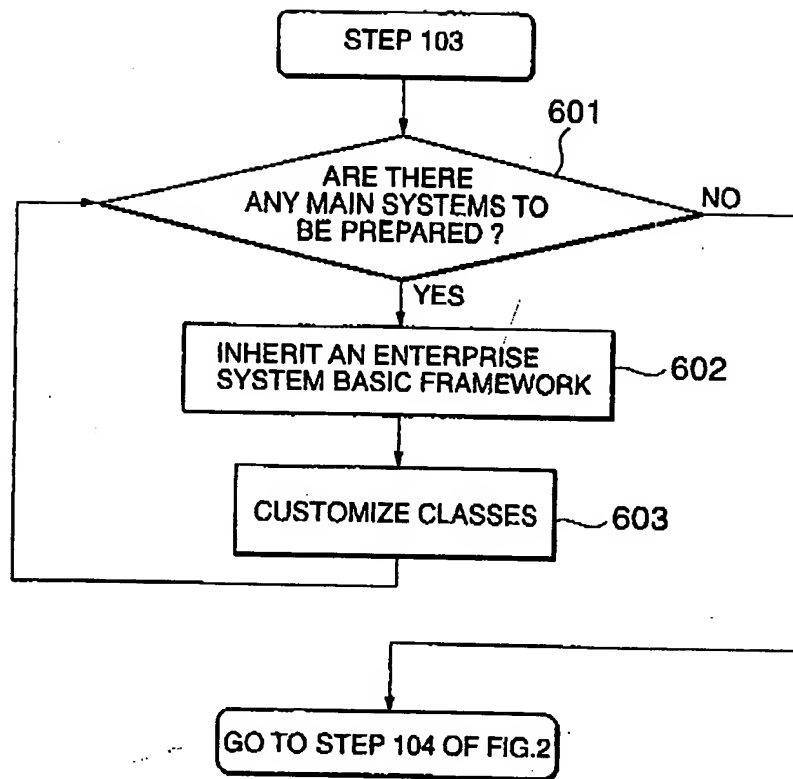 STEP 103
601
ARE THERE
ANY MAIN SYSTEMS TO
BE PREPARED ?
NO
YES
INHERIT AN ENTERPRISE
SYSTEM BASIC FRAMEWORK
602
CUSTOMIZE CLASSES
603
GO TO STEP 104 OF FIG.2